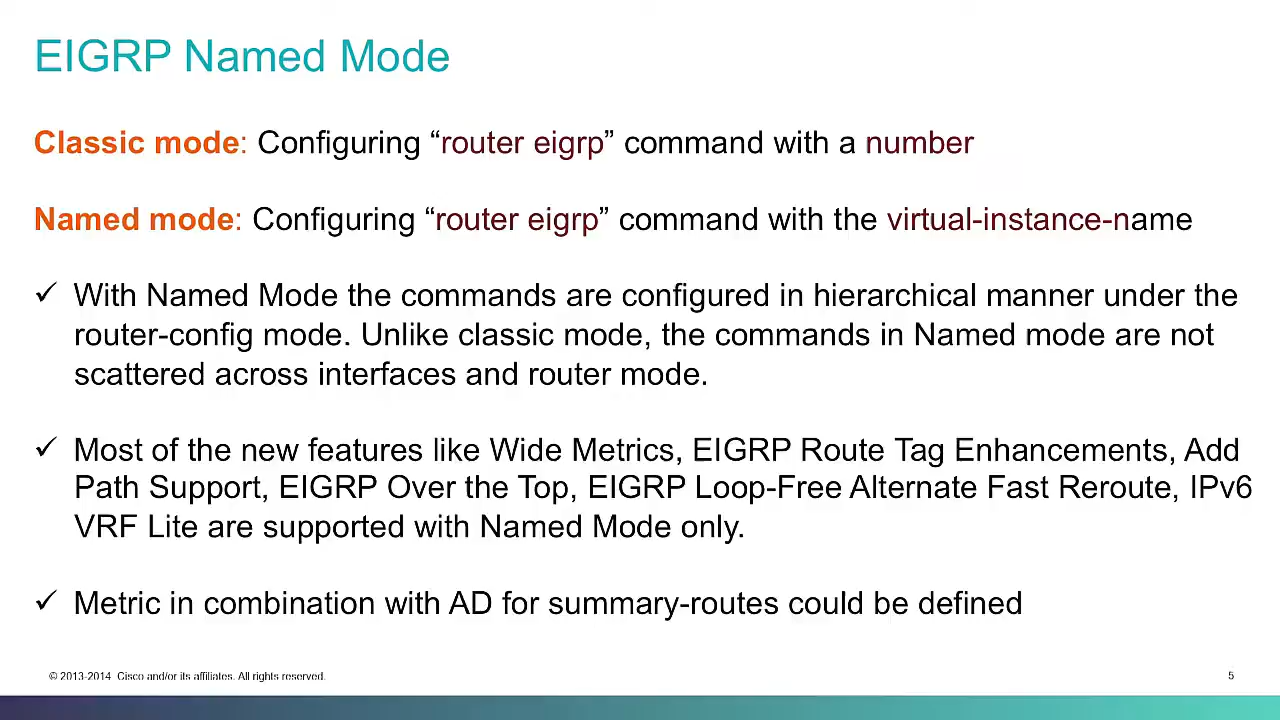 EIGRP Named Mode
Classic mode: Configuring “router eigrp” command with a number
Named mode: Configuring “router eigrp” command with the virtual-instance-name
✓ With Named Mode the commands are configured in hierarchical manner under the
router-config mode. Unlike classic mode, the commands in Named mode are not
scattered across interfaces and router mode.
✓ Most of the new features like Wide Metrics, EIGRP Route Tag Enhancements, Add
Path Support, EIGRP Over the Top, EIGRP Loop-Free Alternate Fast Reroute, IPv6
VRF Lite are supported with Named Mode only.
✓ Metric in combination with AD for summary-routes could be defined
© 2013-2014 Cisco and/or its affiliates. All rights reserved.
5